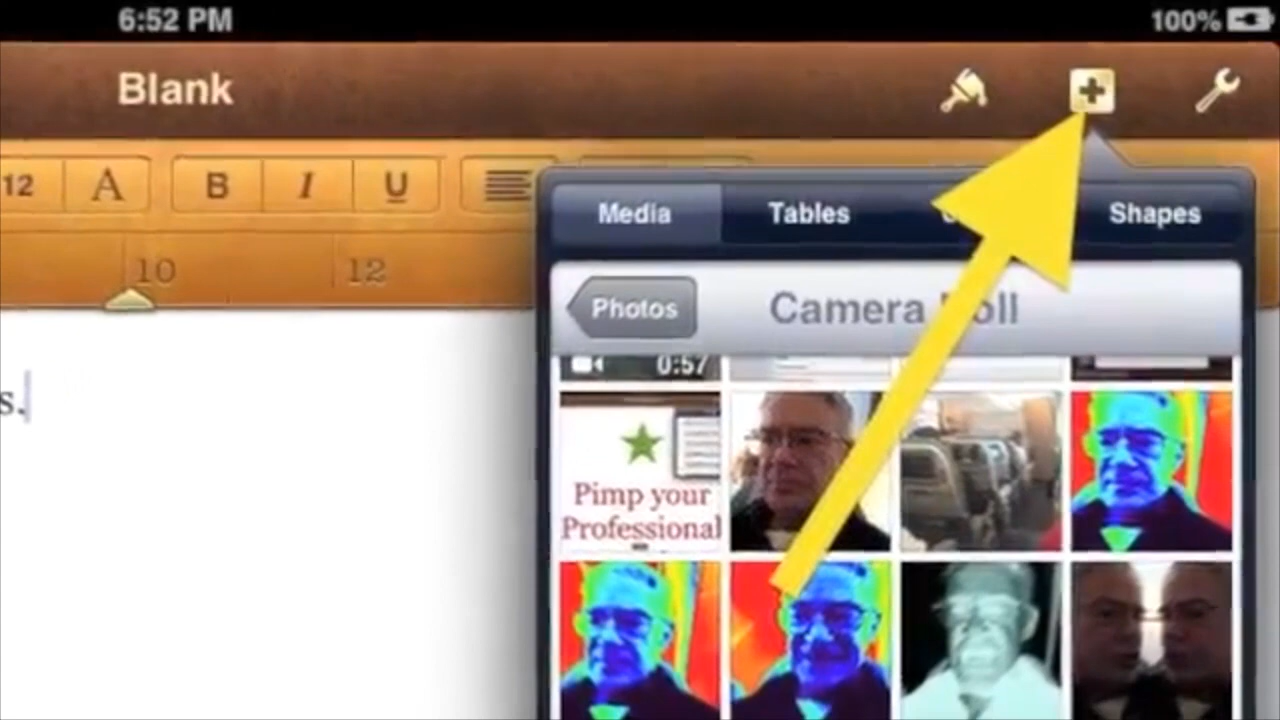 6:52 PM
100%
Blank
12 A B I U
Media Tables Shapes
10 12
Photos Camera
0:57
s.
Pimp your
Professional